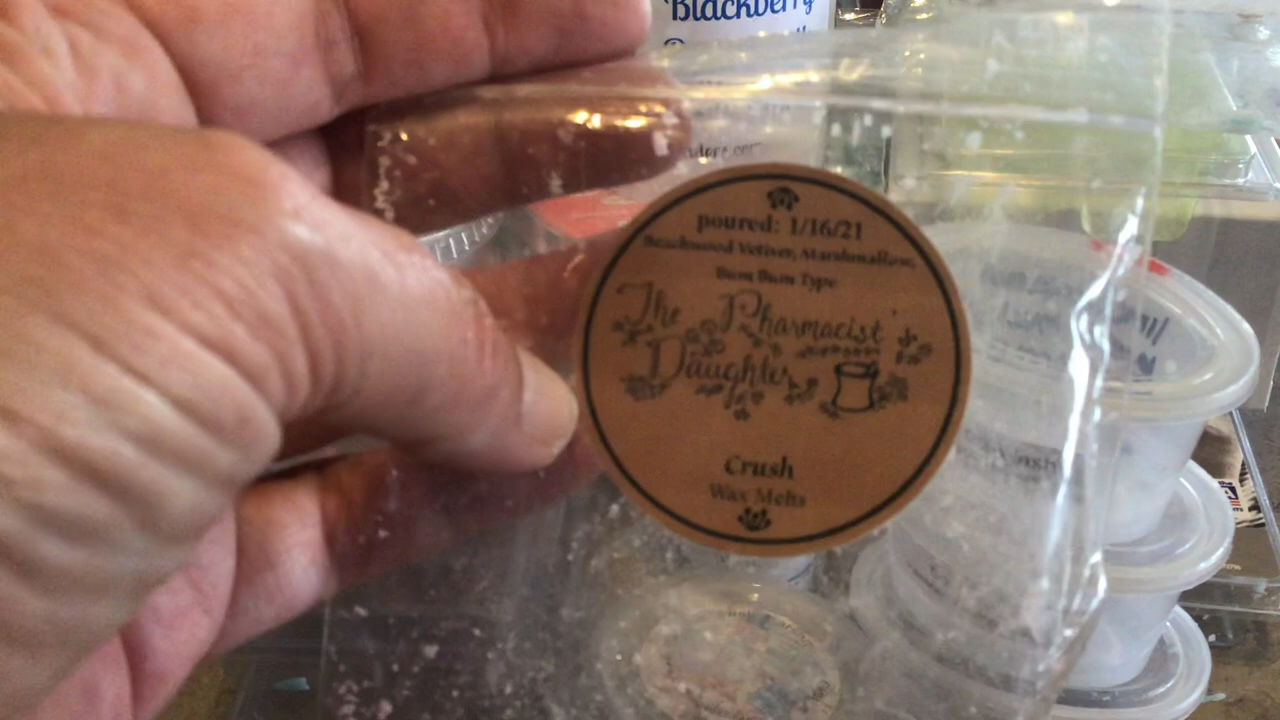 Blackberry
poured: 1/16/21
Beachwood Vetiver, Marshmallow,
Bum Bum Type
The Pharmacist'
Daughter
Crush
Wax Melts